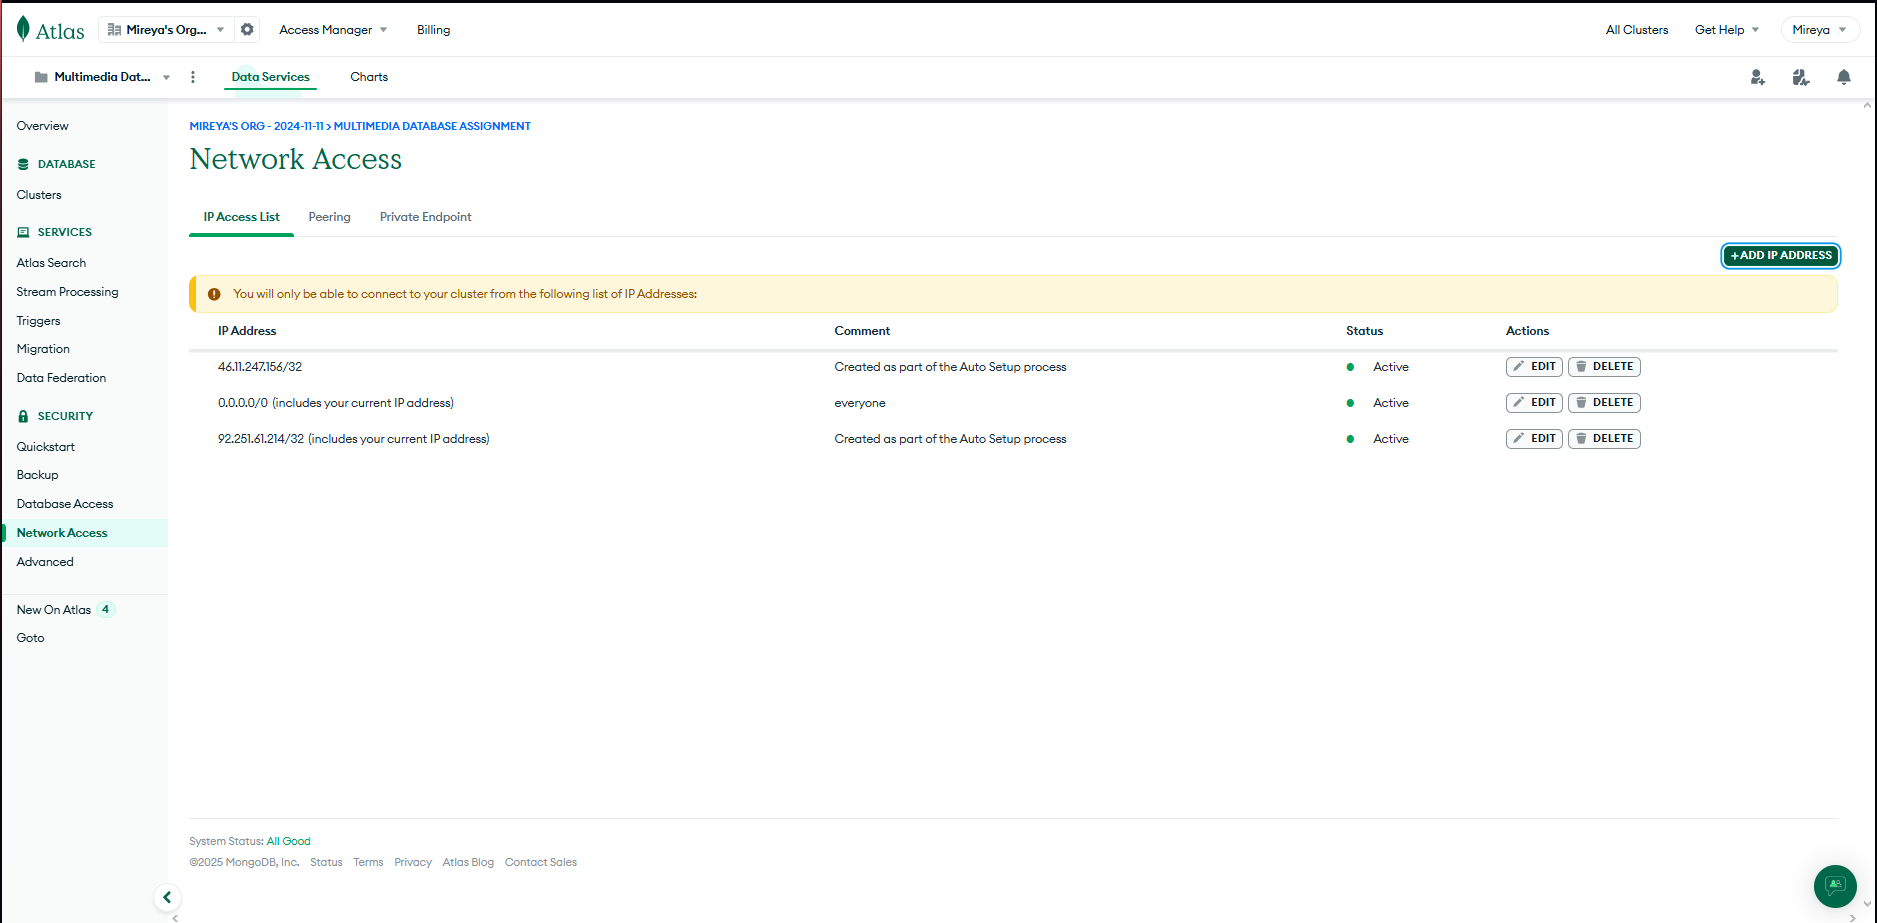 Atlas
Mireya's Org...
Access Manager
Billing
All Clusters
Get Help
Mireya
Multimedia Dat...
Data Services
Charts
Overview
DATABASE
Clusters
SERVICES
Atlas Search
Stream Processing
Triggers
Migration
Data Federation
SECURITY
Quickstart
Backup
Database Access
Network Access
Advanced
New On Atlas 4
Goto
MIREYA'S ORG - 2024-11-11 > MULTIMEDIA DATABASE ASSIGNMENT
Network Access
IP Access List
Peering
Private Endpoint
+ADD IP ADDRESS
You will only be able to connect to your cluster from the following list of IP Addresses:
IP Address Comment Status Actions
46.11.247.156/32 Created as part of the Auto Setup process Active EDIT DELETE
0.0.0.0/0 (includes your current IP address) everyone Active EDIT DELETE
92.251.61.214/32 (includes your current IP address) Created as part of the Auto Setup process Active EDIT DELETE
System Status: All Good
©2025 MongoDB, Inc. Status Terms Privacy Atlas Blog Contact Sales